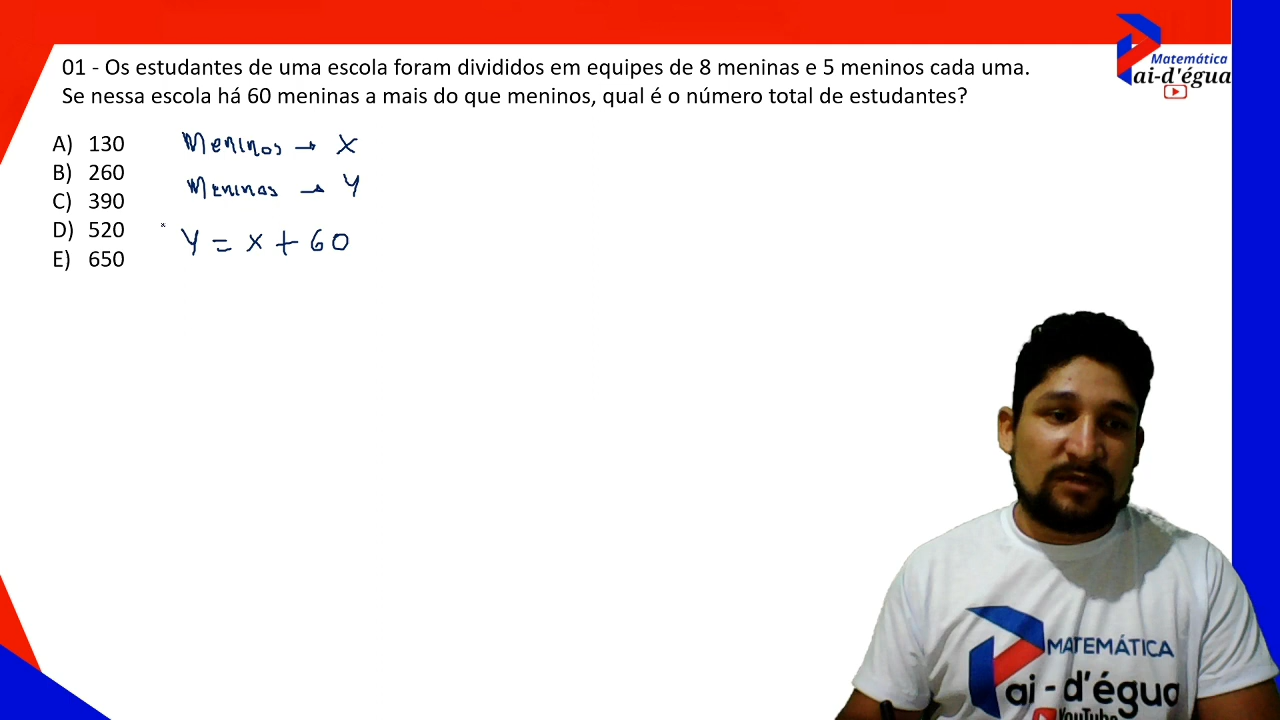 01 - Os estudantes de uma escola foram divididos em equipes de 8 meninas e 5 meninos cada uma.
Se nessa escola há 60 meninas a mais do que meninos, qual é o número total de estudantes?
A) 130
B) 260
C) 390
D) 520
E) 650
Meninos → X
Meninas → Y
Y = X + 60
Matemática
ai-d'égua
MATEMÁTICA
ai - d'égua
YouTube